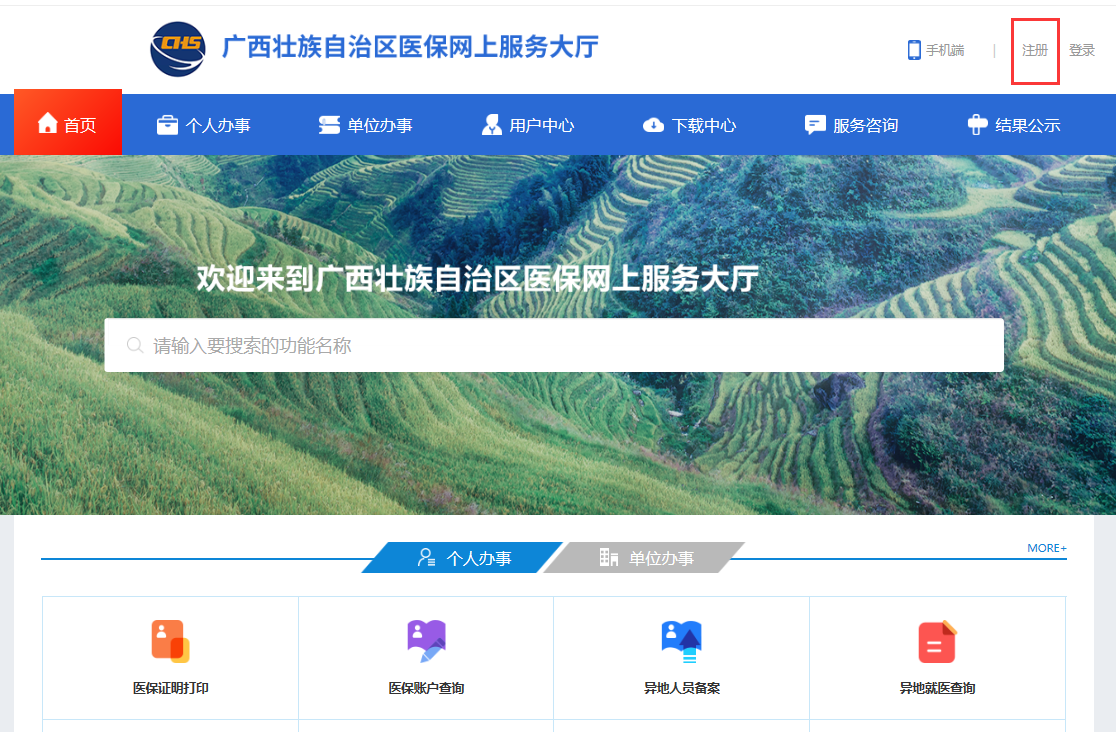 CHS 广西壮族自治区医保网上服务大厅
手机端 | 注册 登录
首页 个人办事 单位办事 用户中心 下载中心 服务咨询 结果公示
欢迎来到广西壮族自治区医保网上服务大厅
请输入要搜索的功能名称
个人办事 单位办事 MORE+
医保证明打印 医保账户查询 异地人员备案 异地就医查询